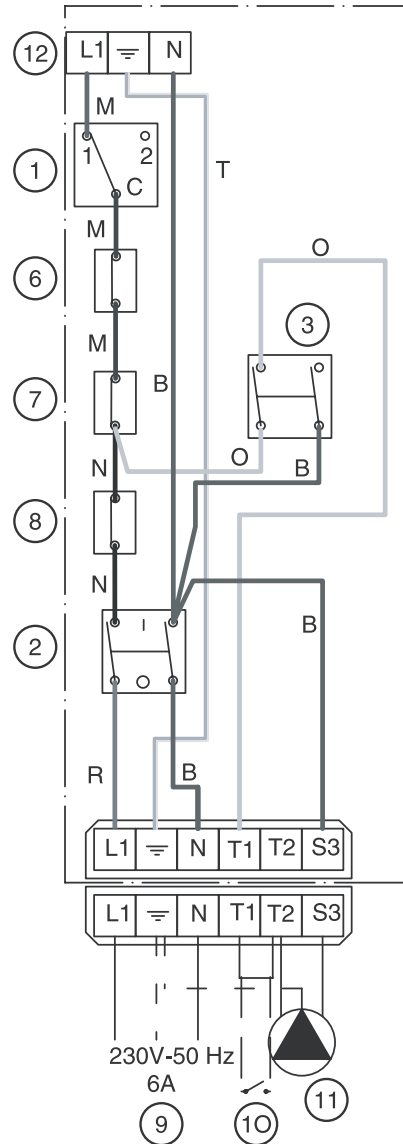 12 L1 N
M
1 1 2
C
T
M
6
O
3
M
B
7
O
B
N
8
N
I
2
B
O
R
B
L1 N T1 T2 S3
L1 N T1 T2 S3
230V-50 Hz
6A
9 10 11